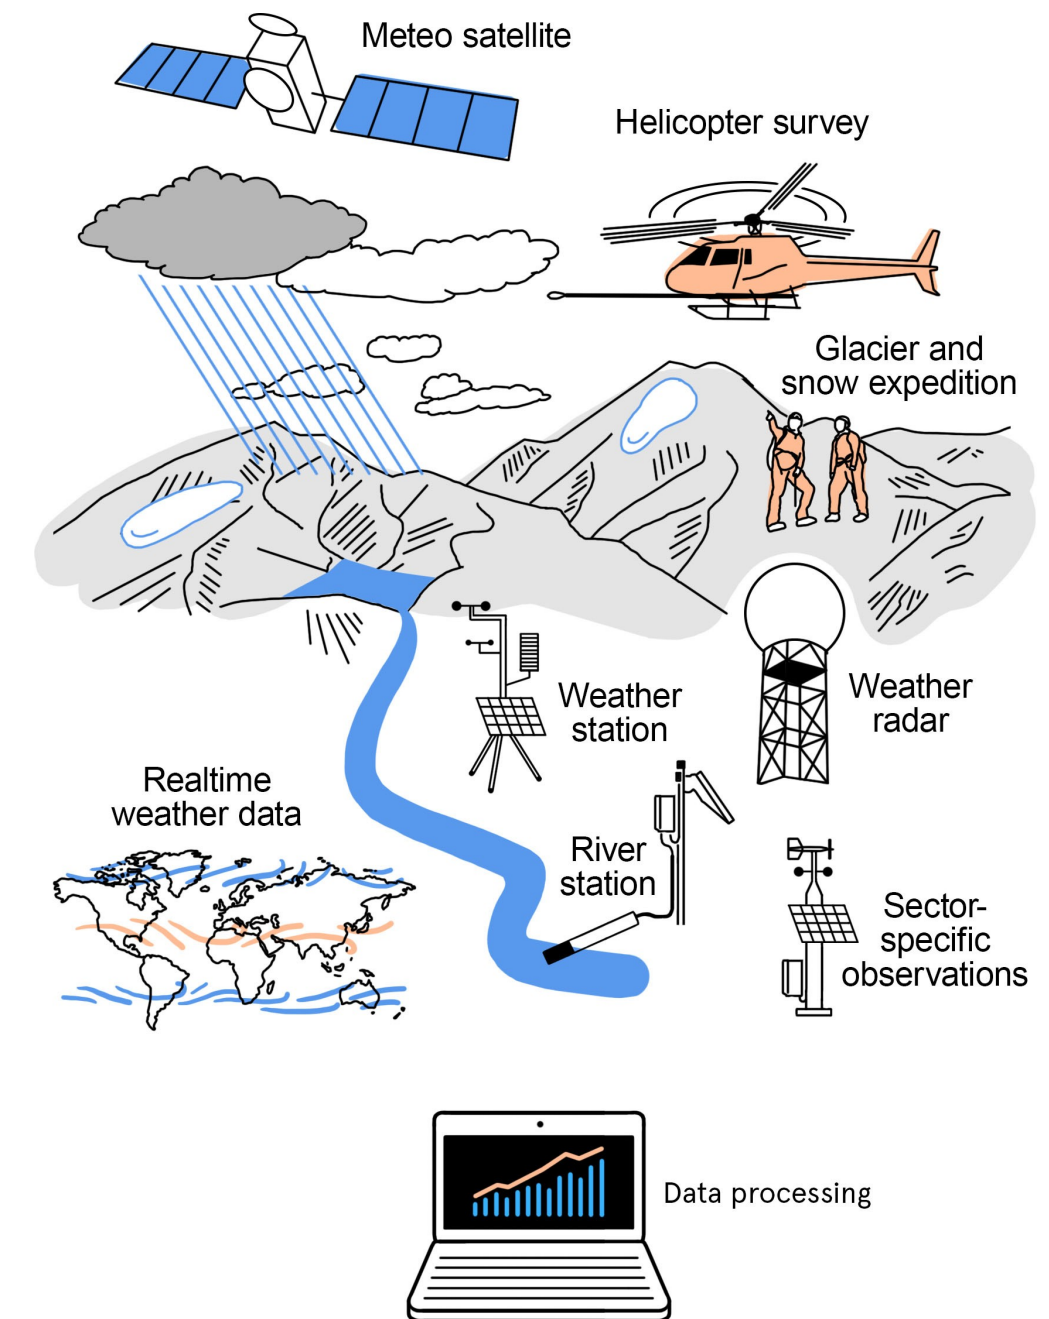 Meteo satellite
Helicopter survey
Glacier and
snow expedition
Weather
station
Weather
radar
Realtime
weather data
River
station
Sector-
specific
observations
Data processing